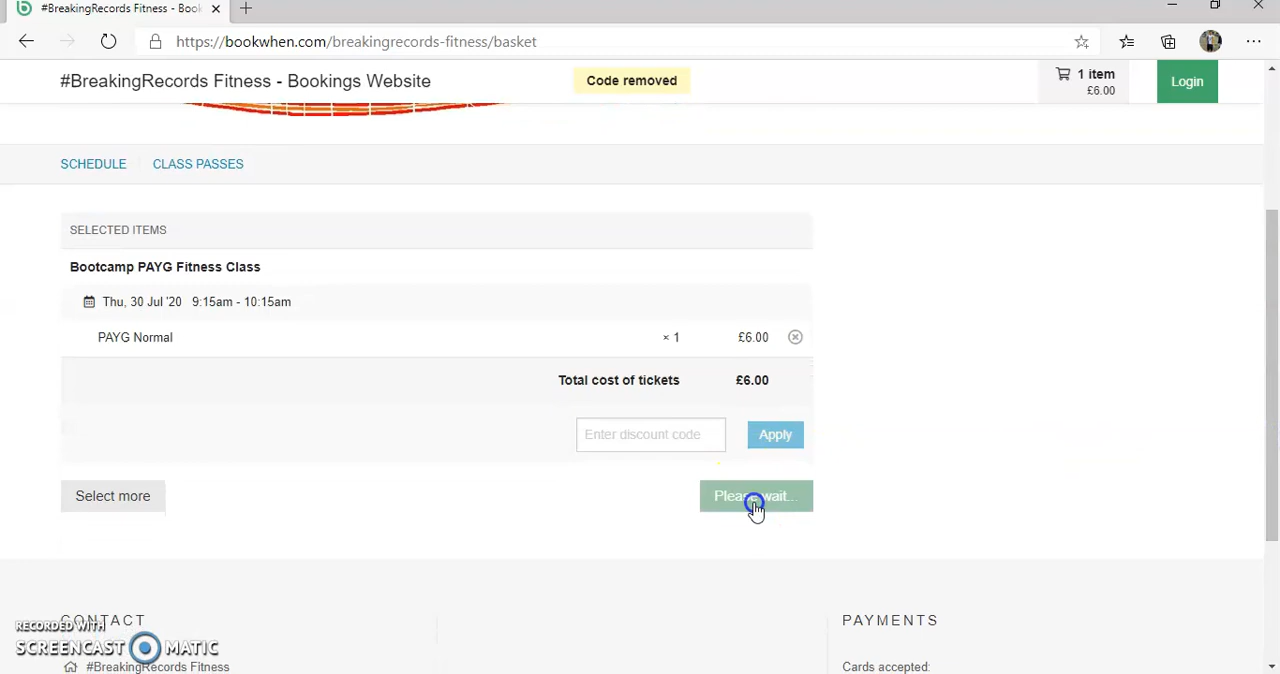 #BreakingRecords Fitness - Book
https://bookwhen.com/breakingrecords-fitness/basket
#BreakingRecords Fitness - Bookings Website
Code removed
1 item
£6.00
Login
SCHEDULE
CLASS PASSES
SELECTED ITEMS
Bootcamp PAYG Fitness Class
Thu, 30 Jul '20 9:15am - 10:15am
PAYG Normal × 1 £6.00
Total cost of tickets £6.00
Enter discount code
Apply
Select more
Please wait...
CONTACT
PAYMENTS
RECORDED WITH
SCREENCAST MATIC
#BreakingRecords Fitness
Cards accepted: